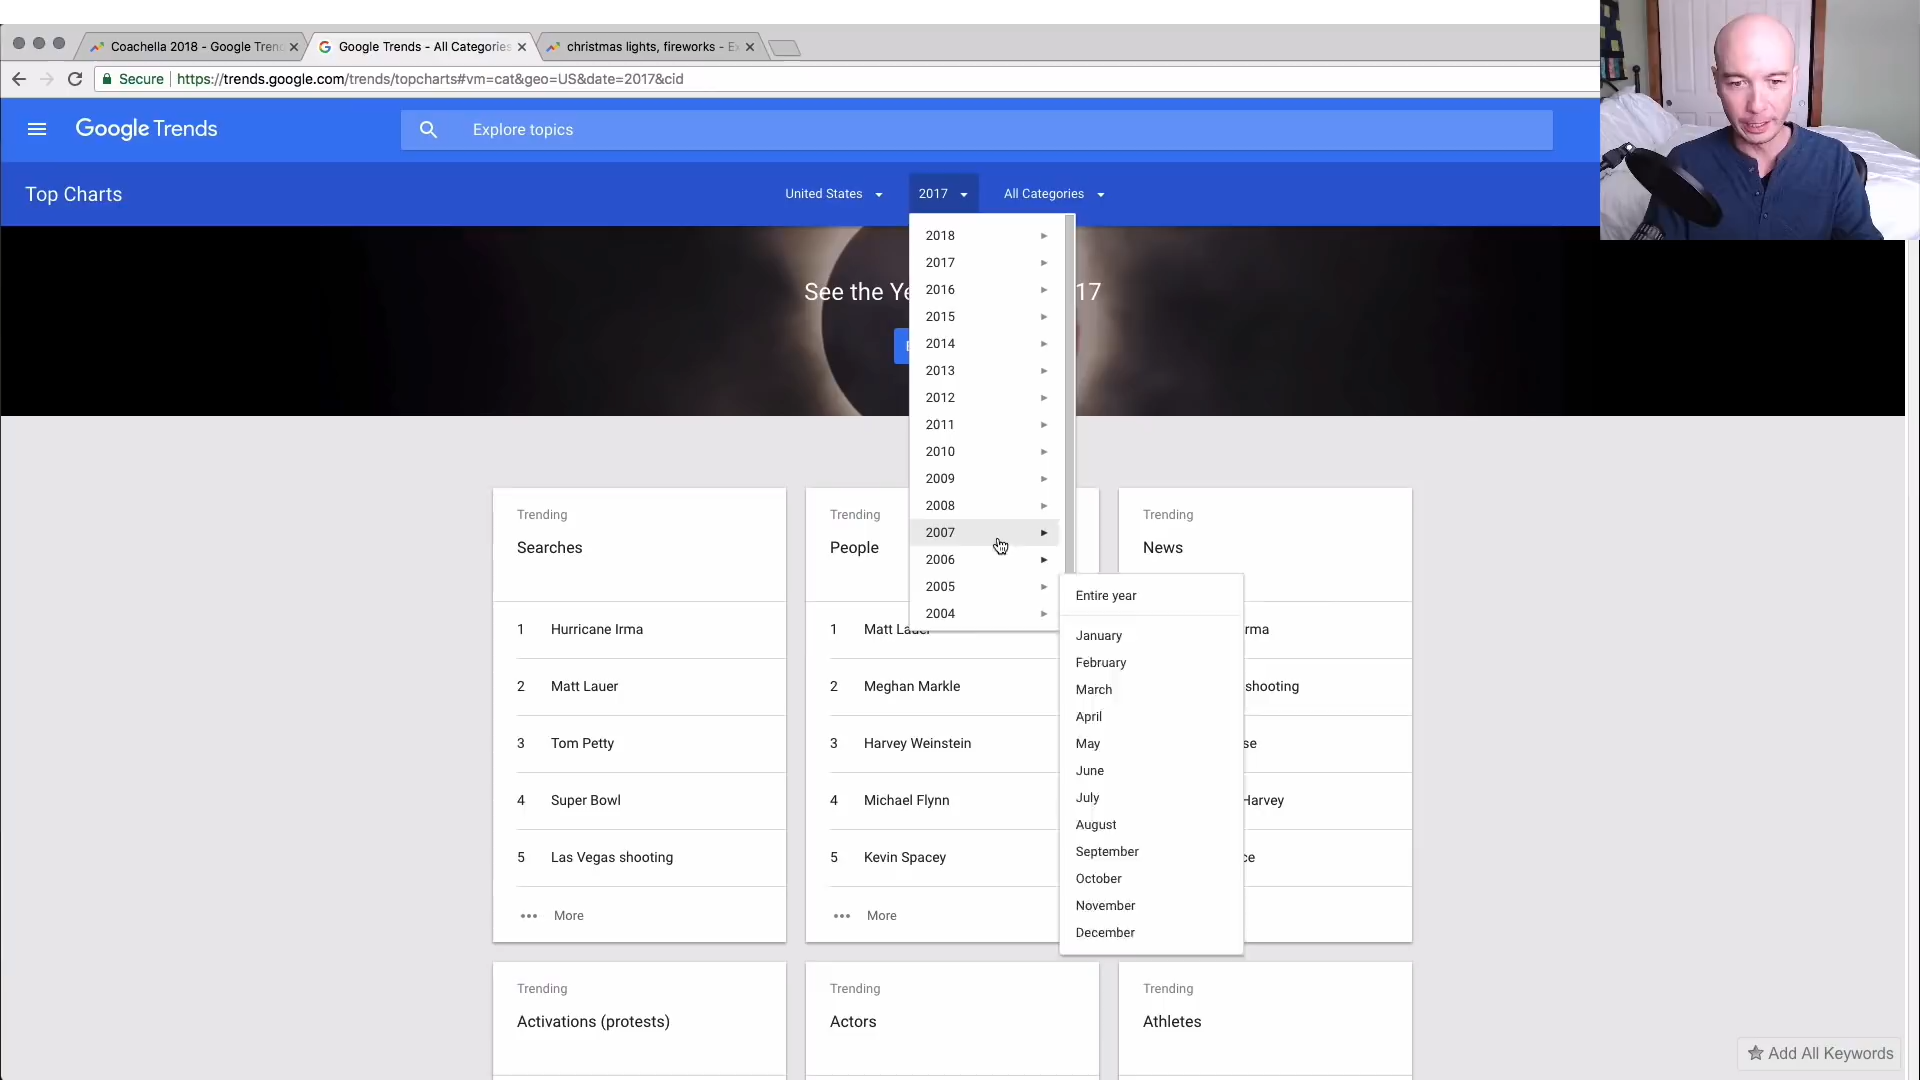 Coachella 2018 - Google Tren
Google Trends - All Categories
christmas lights, fireworks - E
Secure
https://trends.google.com/trends/topcharts#vm=cat&geo=US&date=2017&cid
Google Trends
Explore topics
Top Charts
United States
2017
All Categories
See the Ye
17
2018
2017
2016
2015
2014
2013
2012
2011
2010
2009
2008
2007
2006
2005
2004
Entire year
January
February
March
April
May
June
July
August
September
October
November
December
Trending
Searches
1 Hurricane Irma
2 Matt Lauer
3 Tom Petty
4 Super Bowl
5 Las Vegas shooting
••• More
Trending
People
1 Matt Lauer
2 Meghan Markle
3 Harvey Weinstein
4 Michael Flynn
5 Kevin Spacey
••• More
Trending
News
rma
shooting
se
Harvey
ce
Trending
Activations (protests)
Trending
Actors
Trending
Athletes
Add All Keywords